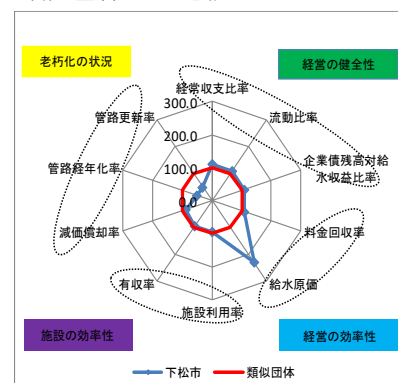 老朽化の状況
経営の健全性
経常収支比率
300.0
200.0
100.0
0.0
流動比率
企業債残高対給
水収益比率
料金回収率
給水原価
施設利用率
有収率
減価償却率
管路経年化率
管路更新率
施設の効率性
経営の効率性
下松市
類似団体